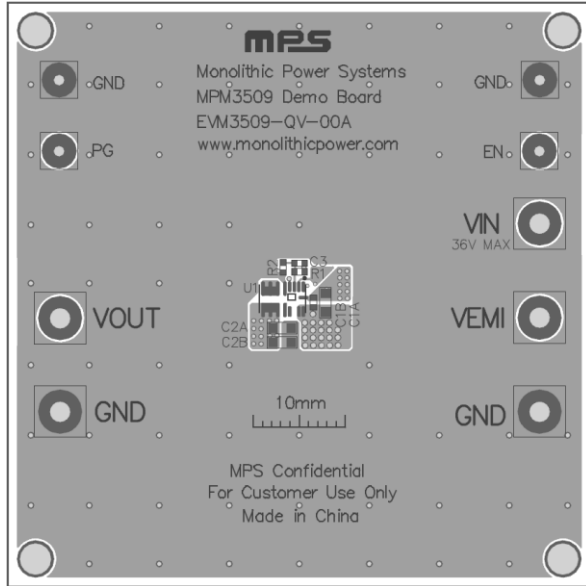 mps
Monolithic Power Systems
MPM3509 Demo Board
EVM3509-QV-00A
www.monolithicpower.com
GND
PG
GND
EN
VIN
36V MAX
R2
C3
R1
U1
C1B
C1A
C2A
C2B
VOUT
GND
VEMI
GND
10mm
MPS Confidential
For Customer Use Only
Made in China